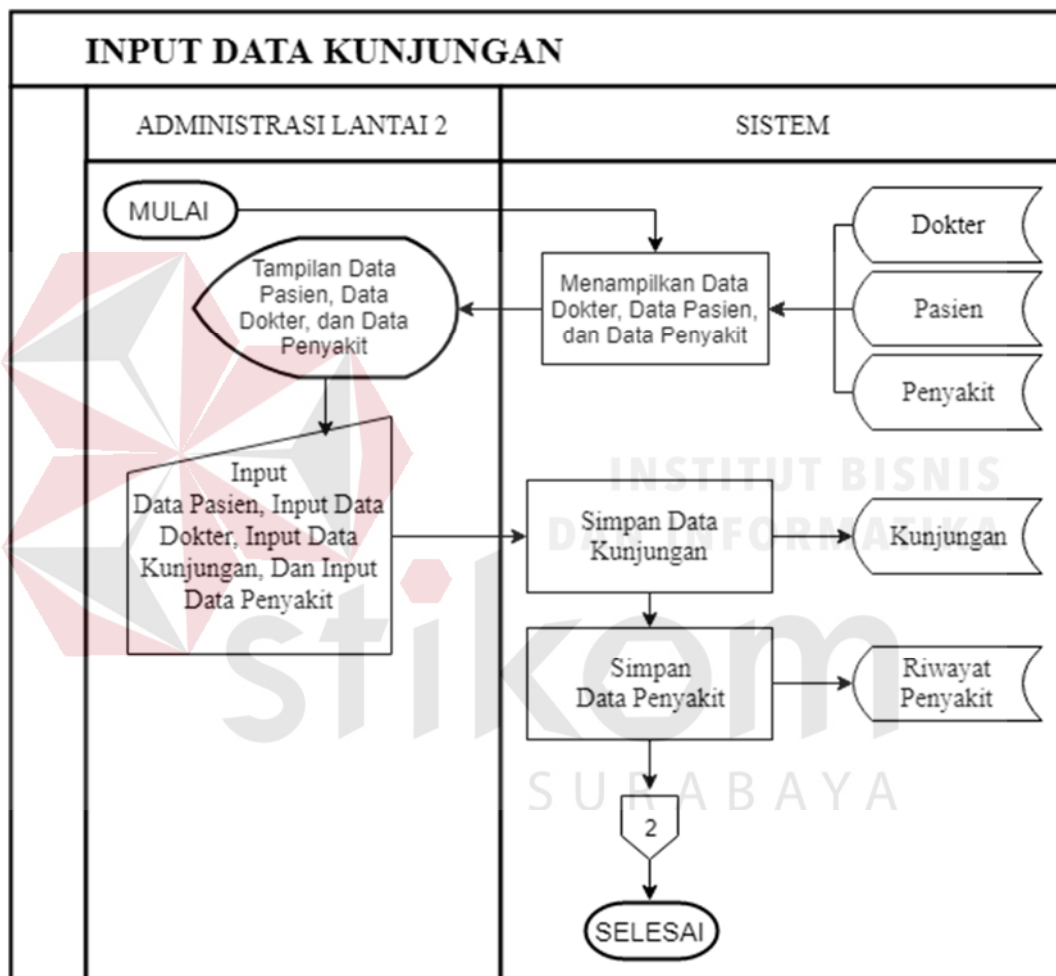 INPUT DATA KUNJUNGAN
ADMINISTRASI LANTAI 2
SISTEM
MULAI
Tampilan Data
Pasien, Data
Dokter, dan Data
Penyakit
Menampilkan Data
Dokter, Data Pasien,
dan Data Penyakit
Dokter
Pasien
Penyakit
Input
Data Pasien, Input Data
Dokter, Input Data
Kunjungan, Dan Input
Data Penyakit
Simpan Data
Kunjungan
Kunjungan
Simpan
Data Penyakit
Riwayat
Penyakit
2
SELESAI
INSTITUT BISNIS
DAN INFORMATIKA
stikom
SURABAYA